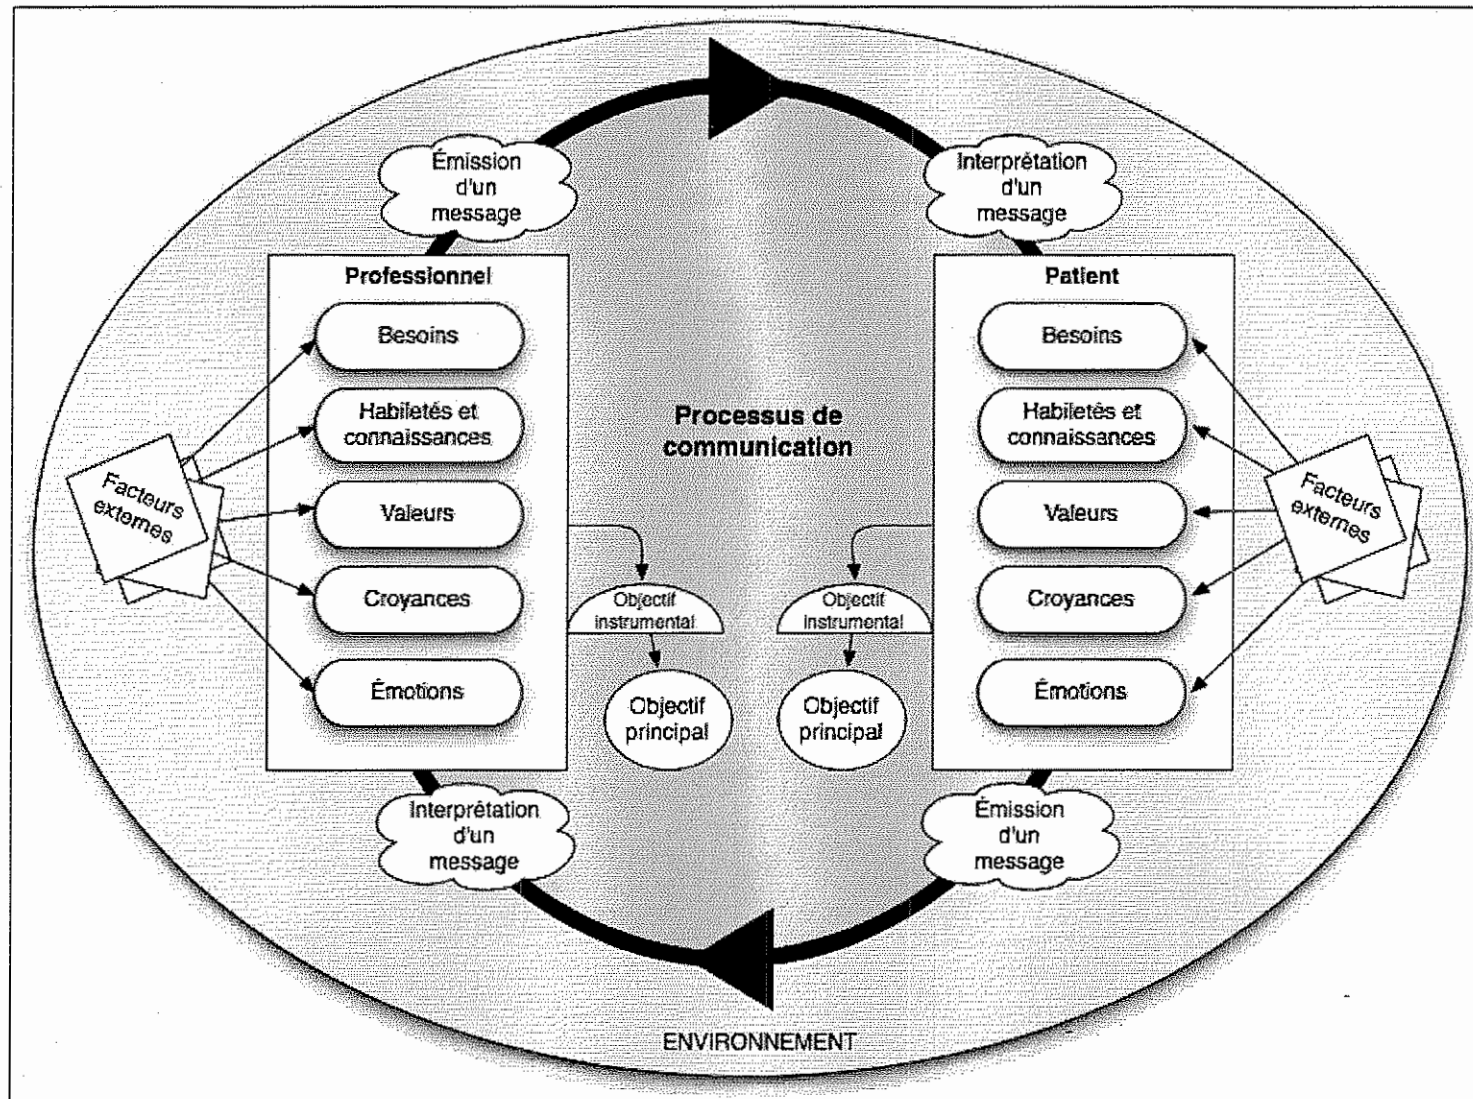 Émission
d'un
message
Interprétation
d'un
message
Professionnel
Besoins
Habiletés et
connaissances
Valeurs
Croyances
Émotions
Facteurs
externes
Processus de
communication
Objectif
instrumental
Objectif
principal
Objectif
instrumental
Objectif
principal
Patient
Besoins
Habiletés et
connaissances
Valeurs
Croyances
Émotions
Facteurs
externes
Interprétation
d'un
message
Émission
d'un
message
ENVIRONNEMENT